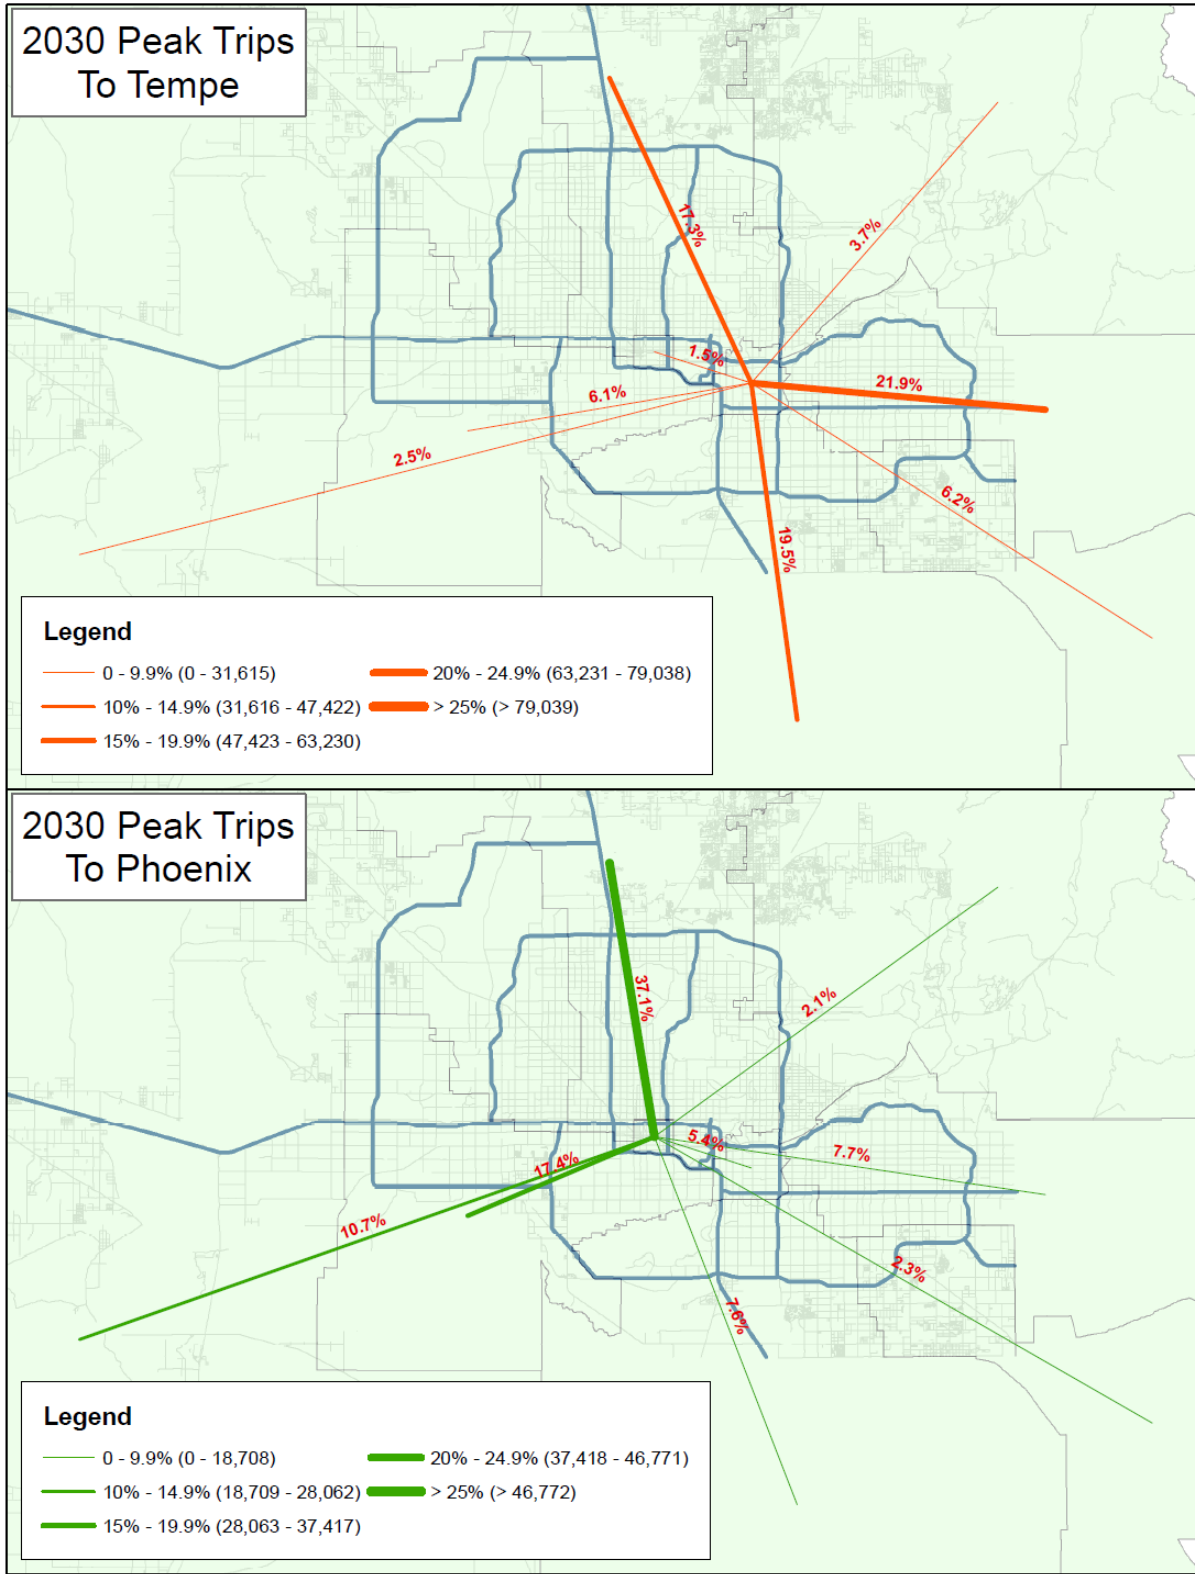 2030 Peak Trips
To Tempe
17.3%
3.7%
1.5%
21.9%
6.1%
2.5%
6.2%
19.5%
Legend
0 - 9.9% (0 - 31,615)
20% - 24.9% (63,231 - 79,038)
10% - 14.9% (31,616 - 47,422)
> 25% (> 79,039)
15% - 19.9% (47,423 - 63,230)
2030 Peak Trips
To Phoenix
37.1%
2.1%
5.4%
7.7%
17.4%
10.7%
2.3%
7.6%
Legend
0 - 9.9% (0 - 18,708)
20% - 24.9% (37,418 - 46,771)
10% - 14.9% (18,709 - 28,062)
> 25% (> 46,772)
15% - 19.9% (28,063 - 37,417)